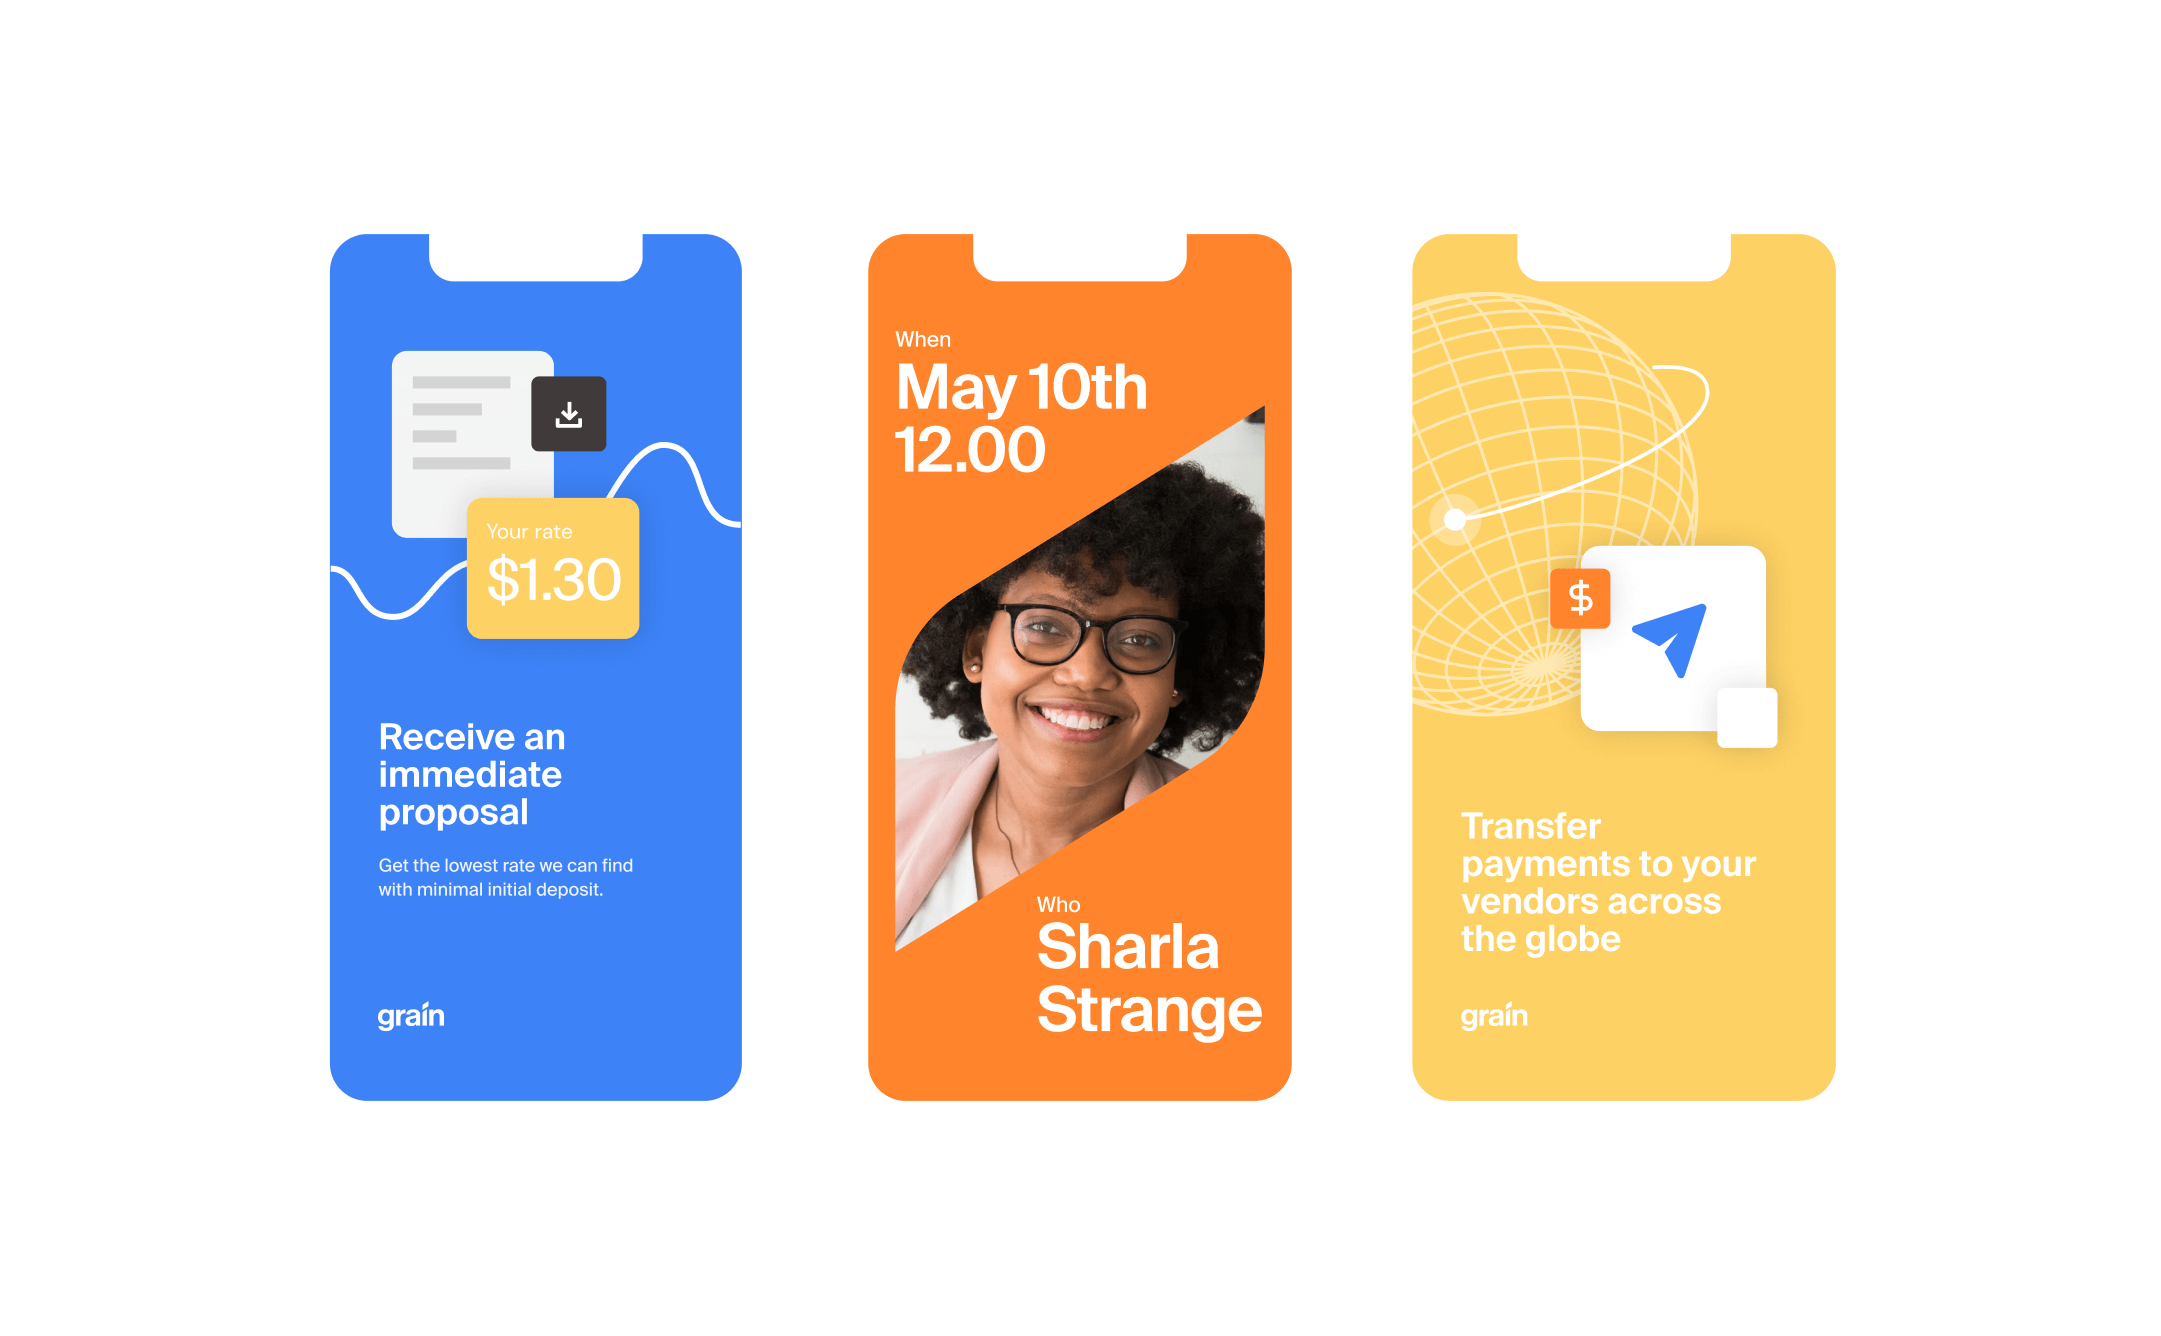 Your rate
$1.30
Receive an
immediate
proposal
Get the lowest rate we can find
with minimal initial deposit.
grain
When
May 10th
12.00
Who
Sharla
Strange
$
Transfer
payments to your
vendors across
the globe
grain